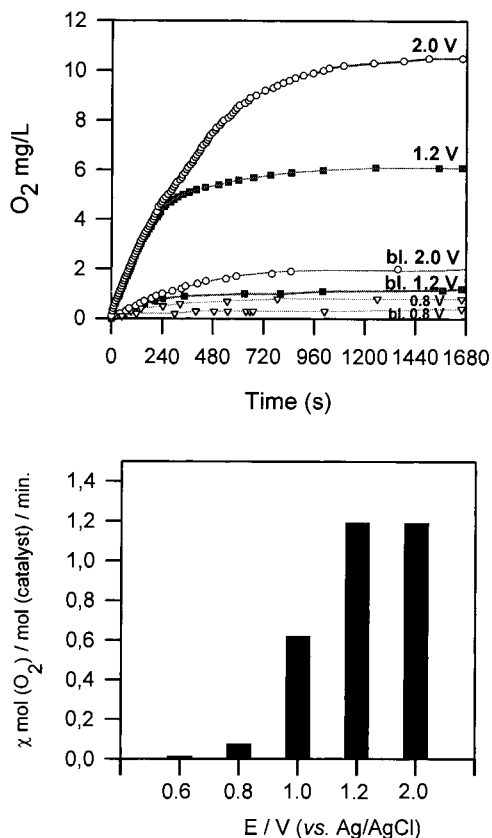 12
10
8
6
4
2
0
O2 mg/L
2.0 V
1.2 V
bl. 2.0 V
bl. 1.2 V
0.8 V
bl. 0.8 V
0 240 480 720 960 1200 1440 1680
Time (s)
1,4
1,2
1,0
0,8
0,6
0,4
0,2
0,0
χ mol (O2) / mol (catalyst) / min.
0.6 0.8 1.0 1.2 2.0
E / V (vs. Ag/AgCl)